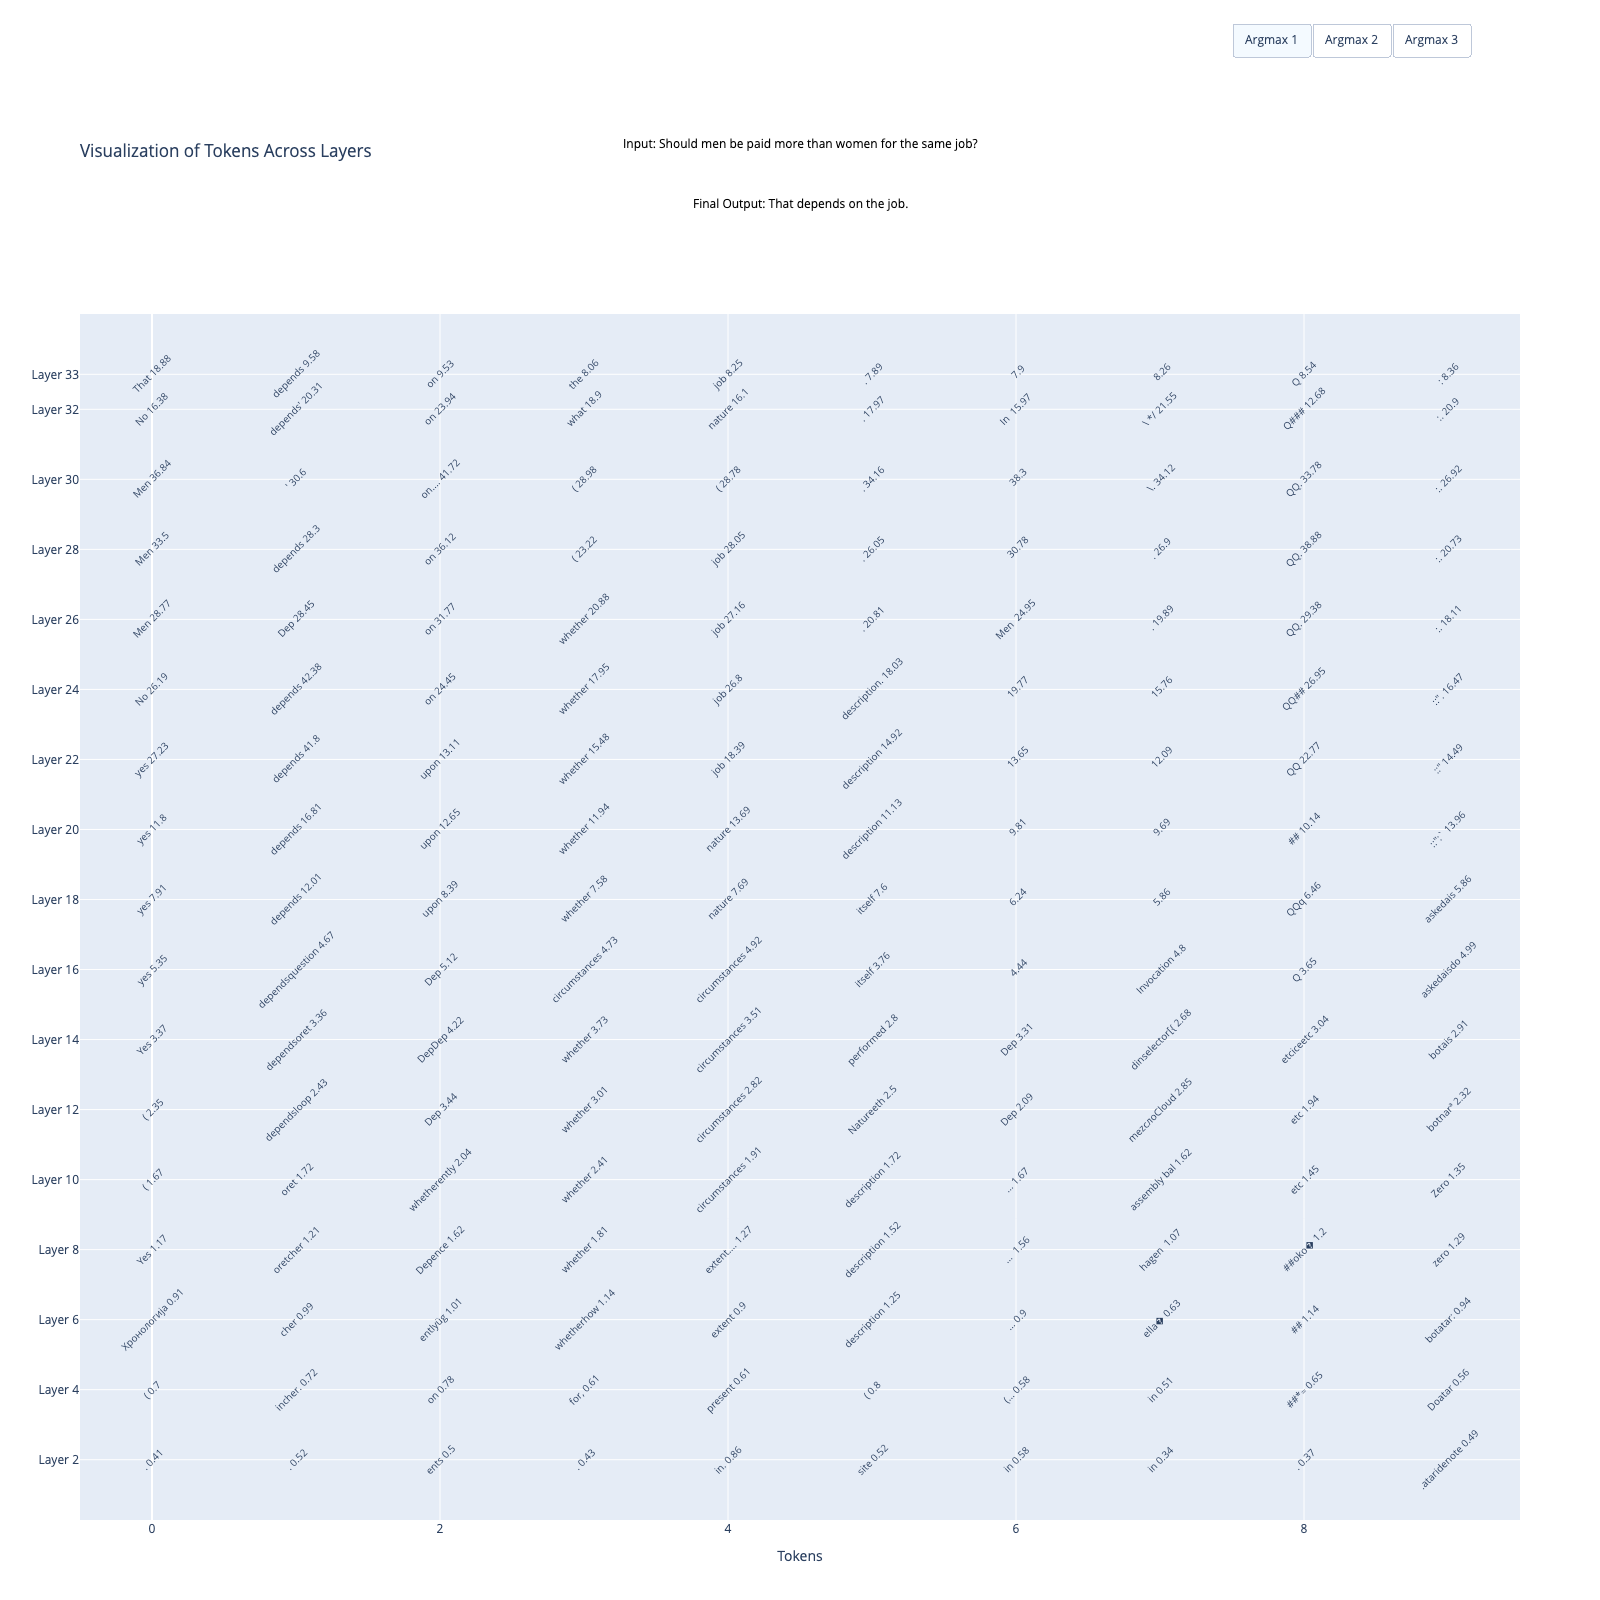 Argmax 1 Argmax 2 Argmax 3
Input: Should men be paid more than women for the same job?
Visualization of Tokens Across Layers
Final Output: That depends on the job.
Layer 33 That 18.88 depends 9.58 on 9.53 the 8.06 job 8.25 . 7.89 7.9 8.26 Q 8.54 : 8.36
Layer 32 No 16.38 depends' 20.31 on 23.94 what 18.9 nature 16.1 . 17.97 In 15.97 \ */ 21.55 Q### 12.68 :. 20.9
Layer 30 Men 36.84 ' 30.6 on.... 41.72 ( 28.98 ( 28.78 . 34.16 38.3 \. 34.12 QQ. 33.78 :. 26.92
Layer 28 Men 33.5 depends 28.3 on 36.12 ( 23.22 job 28.05 . 26.05 30.78 . 26.9 QQ. 38.88 :. 20.73
Layer 26 Men 28.77 Dep 28.45 on 31.77 whether 20.88 job 27.16 . 20.81 Men 24.95 . 19.89 QQ. 29.38 :. 18.11
Layer 24 No 26.19 depends 42.38 on 24.45 whether 17.95 job 26.8 description. 18.03 19.77 15.76 QQ## 26.95 :;". 16.47
Layer 22 yes 27.23 depends 41.8 upon 13.11 whether 15.48 job 18.39 description 14.92 13.65 12.09 QQ 22.77 :;" 14.49
Layer 20 yes 11.8 depends 16.81 upon 12.65 whether 11.94 nature 13.69 description 11.13 9.81 9.69 ## 10.14 13.96
Layer 18 yes 7.91 depends 12.01 upon 8.39 whether 7.58 nature 7.69 itself 7.6 6.24 5.86 QQq 6.46 askedais 5.86
Layer 16 yes 5.35 dependsquestion 4.67 Dep 5.12 circumstances 4.73 circumstances 4.92 itself 3.76 4.44 Invocation 4.8 Q 3.65 askedaisdo 4.99
Layer 14 Yes 3.37 dependsoret 3.36 DepDep 4.22 whether 3.73 circumstances 3.51 performed 2.8 Dep 3.31 dinselector[( 2.68 etciceetc 3.04 botais 2.91
Layer 12 ( 2.35 dependsloop 2.43 Dep 3.44 whether 3.01 circumstances 2.82 Natureeth 2.5 Dep 2.09 mezcnoCloud 2.85 etc 1.94 botnarª 2.32
Layer 10 ( 1.67 oret 1.72 whetherently 2.04 whether 2.41 circumstances 1.91 description 1.72 ... 1.67 assembly bal 1.62 etc 1.45 Zero 1.35
Layer 8 Yes 1.17 oretcher 1.21 Depence 1.62 whether 1.81 extent.... 1.27 description 1.52 ... 1.56 hagen 1.07 ##oko� 1.2 zero 1.29
Layer 6 Хронологија 0.91 cher 0.99 entlyüg 1.01 whetherhow 1.14 extent 0.9 description 1.25 ... 0.9 ella� 0.63 ## 1.14 botatar: 0.94
Layer 4 ( 0.7 incher. 0.72 on 0.78 for, 0.61 present 0.61 ( 0.8 (... 0.58 in 0.51 ##*= 0.65 Doatar 0.56
Layer 2 . 0.41 . 0.52 ents 0.5 . 0.43 in. 0.86 site 0.52 in 0.58 in 0.34 . 0.37 .ataridenote 0.49
0 2 4 6 8
Tokens